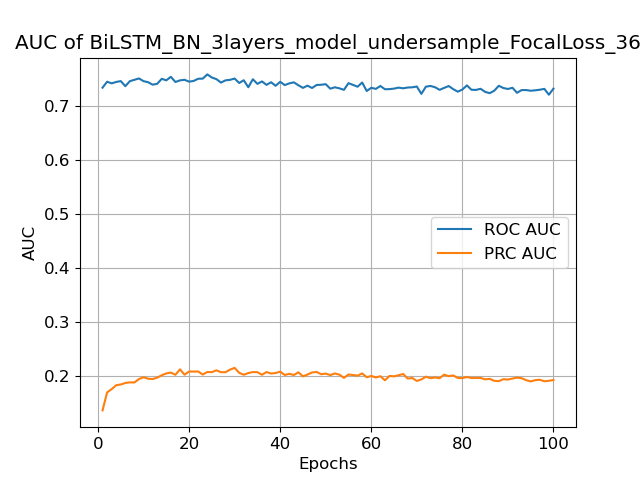 AUC of BiLSTM_BN_3layers_model_undersample_FocalLoss_36
0.7
0.6
0.5
0.4
0.3
0.2
AUC
ROC AUC
PRC AUC
0 20 40 60 80 100
Epochs